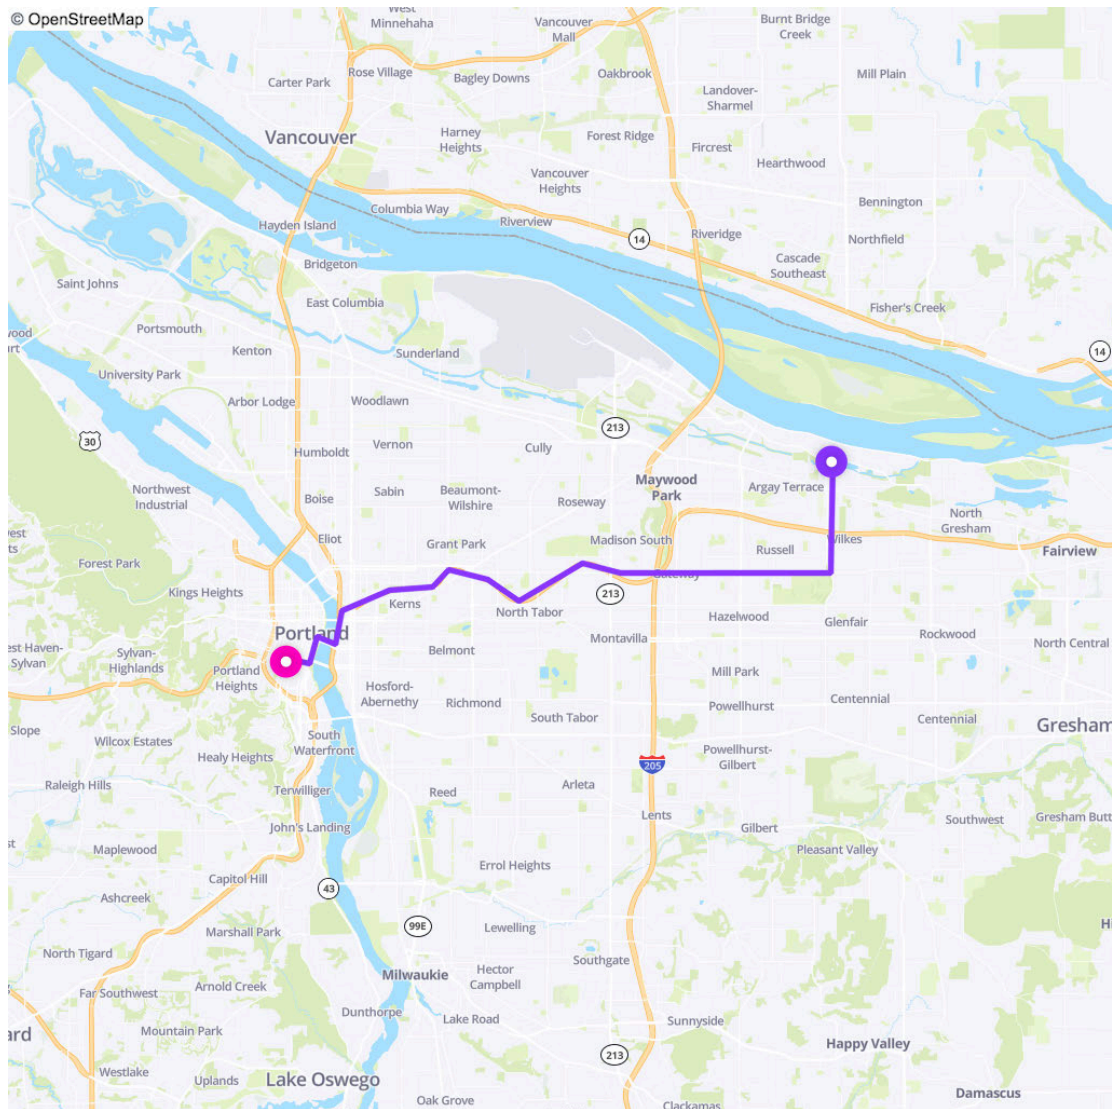 © OpenStreetMap
West
Minnehaha
Vancouver
Mall
Burnt Bridge
Creek
Rose Village
Carter Park
Bagley Downs
Oakbrook
Mill Plain
Landover-
Sharmel
Vancouver
Harney
Heights
Forest Ridge
Fircrest
Hearthwood
Vancouver
Heights
Bennington
Columbia Way
Riverview
Hayden Island
Riveridge
14
Northfield
Bridgeton
Cascade
Southeast
Saint Johns
East Columbia
Fisher's Creek
Portsmouth
Kenton
Sunderland
14
University Park
Arbor Lodge
Woodlawn
213
30
Vernon
Cully
Humboldt
Maywood
Park
Argay Terrace
Northwest
Industrial
Boise
Sabin
Beaumont-
Wilshire
Roseway
North
Gresham
Eliot
Grant Park
Madison South
Russell
Wilkes
Fairview
Forest Park
Gateway
Kings Heights
Kerns
213
North Tabor
Hazelwood
Glenfair
Portland
Montavilla
Rockwood
North Central
est Haven-
Sylvan
Sylvan-
Highlands
Belmont
Portland
Heights
Mill Park
Hosford-
Abernethy
Richmond
Powellhurst
Centennial
South Tabor
Centennial
Gresham
Slope
Wilcox Estates
South
Waterfront
Healy Heights
Powellhurst-
Gilbert
205
Raleigh Hills
Terwilliger
Reed
Arleta
John's Landing
Lents
Gilbert
Southwest
Gresham Butt
Maplewood
Pleasant Valley
Errol Heights
Capitol Hill
43
Ashcreek
99E
Lewelling
Marshall Park
North Tigard
Southgate
Milwaukie
Hector
Campbell
Arnold Creek
Far Southwest
Dunthorpe
Lake Road
Sunnyside
Mountain Park
Happy Valley
213
Westlake
Uplands
Lake Oswego
Damascus
Oak Grove
Clackamas